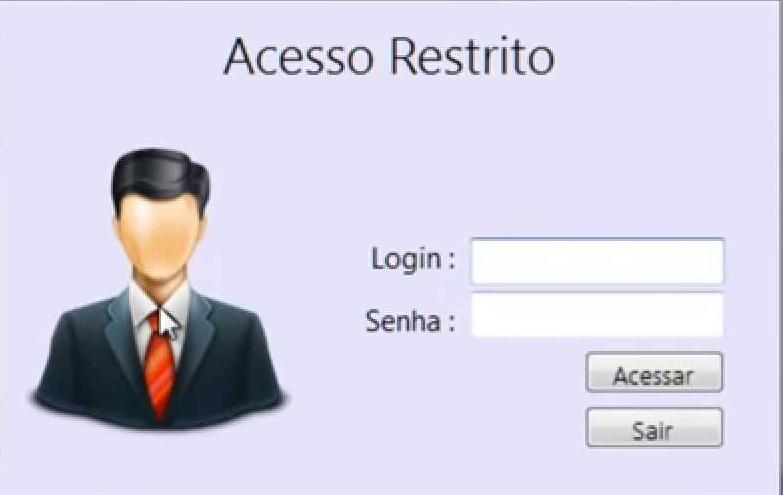 Acesso Restrito
Login :
Senha :
Acessar
Sair